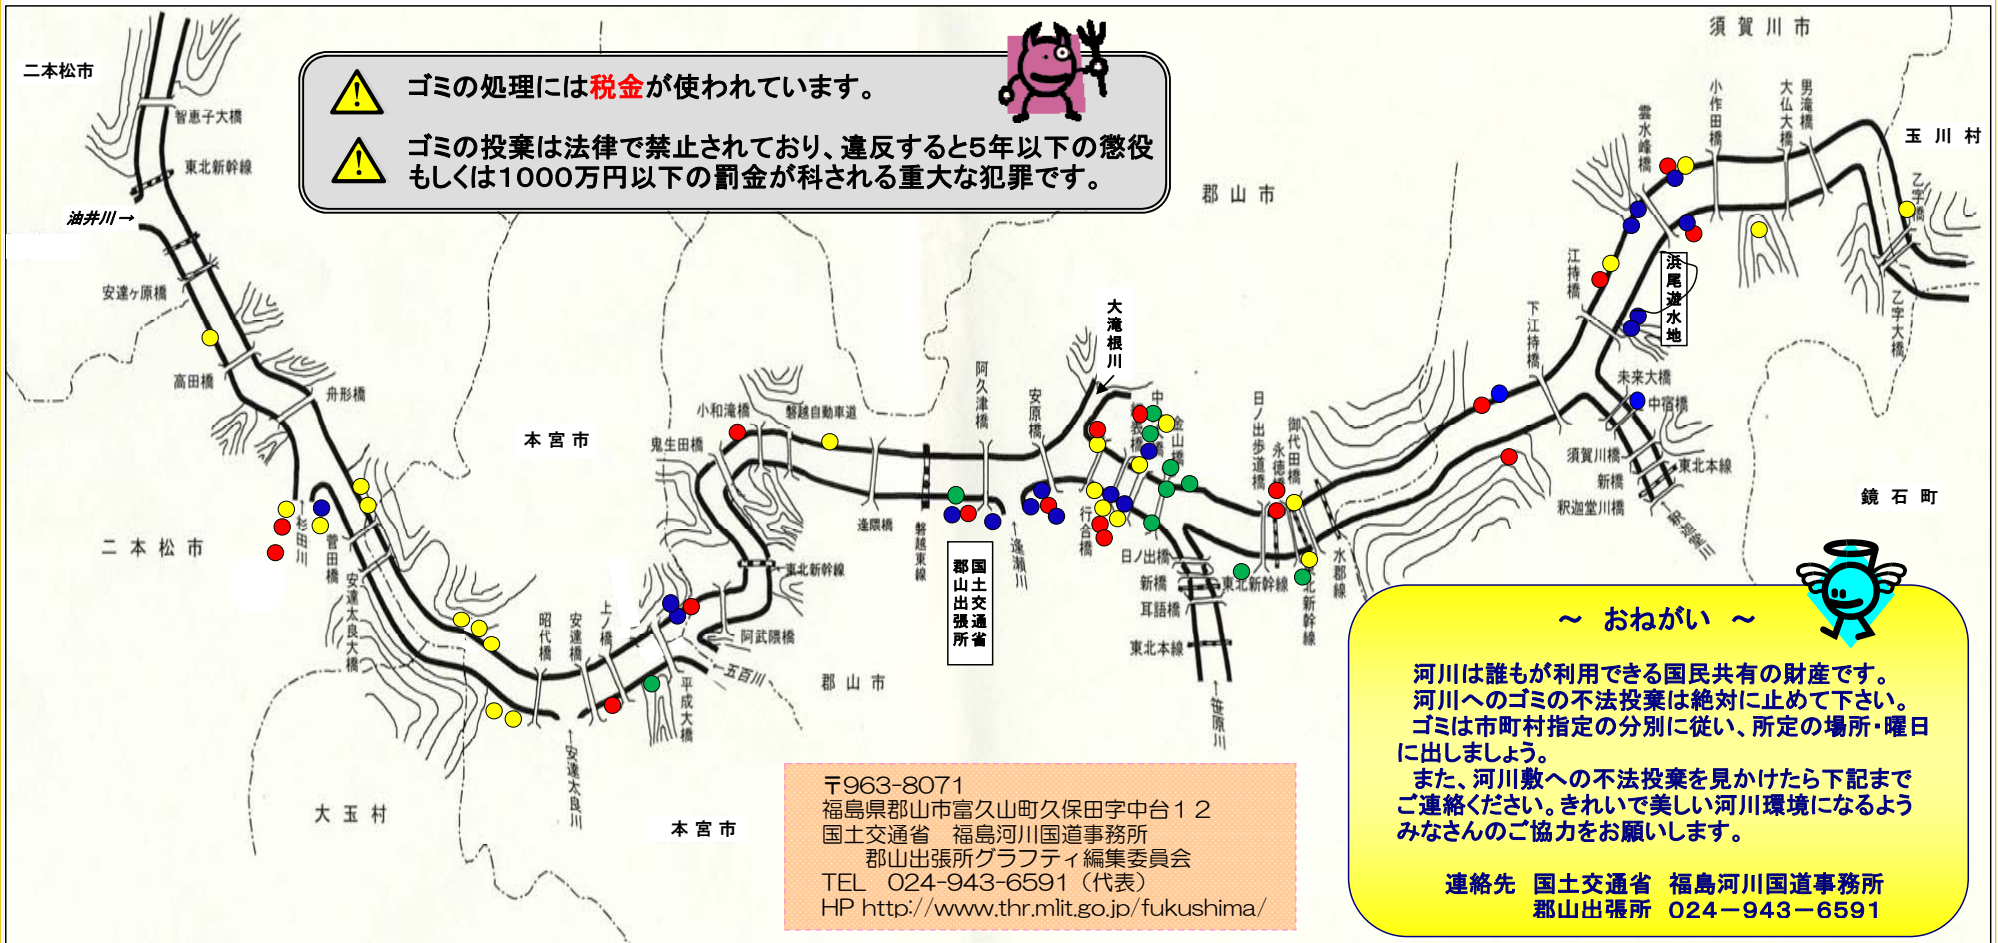 ゴミの処理には税金が使われています。
ゴミの投棄は法律で禁止されており、違反すると5年以下の懲役
もしくは1000万円以下の罰金が科される重大な犯罪です。
二本松市
智恵子大橋
東北新幹線
油井川→
安達ヶ原橋
高田橋
舟形橋
二本松市
←杉田川
菅田橋
安達太良大橋
本宮市
大玉村
昭代橋
安達橋
上ノ橋
←安達太良川
平成大橋
五百川
阿武隈橋
東北新幹線
本宮市
郡山市
鬼生田橋
小和滝橋
磐越自動車道
逢隈橋
磐越東線
阿久津橋
国土交通省
郡山出張所
←逢瀬川
安原橋
大滝根川
行合橋
金山橋
日ノ出橋
新橋
耳語橋
東北本線
←笹原川
東北新幹線
日ノ出歩道橋
永徳橋
御代田橋
水郡線
郡山市
下江持橋
江持橋
雲水峰橋
浜尾遊水地
小作田橋
大仏大橋
男滝橋
須賀川市
玉川村
乙字橋
乙字大橋
未来大橋
中宿橋
須賀川橋
新橋
釈迦堂川橋
東北本線
←釈迦堂川
鏡石町
〒963-8071
福島県郡山市富久山町久保田字中台12
国土交通省　福島河川国道事務所
郡山出張所グラフティ編集委員会
TEL　024-943-6591（代表）
HP http://www.thr.mlit.go.jp/fukushima/
～　おねがい　～
河川は誰もが利用できる国民共有の財産です。
河川へのゴミの不法投棄は絶対に止めて下さい。
ゴミは市町村指定の分別に従い、所定の場所・曜日
に出しましょう。
また、河川敷への不法投棄を見かけたら下記まで
ご連絡ください。きれいで美しい河川環境になるよう
みなさんのご協力をお願いします。
連絡先　国土交通省　福島河川国道事務所
郡山出張所　024－943－6591